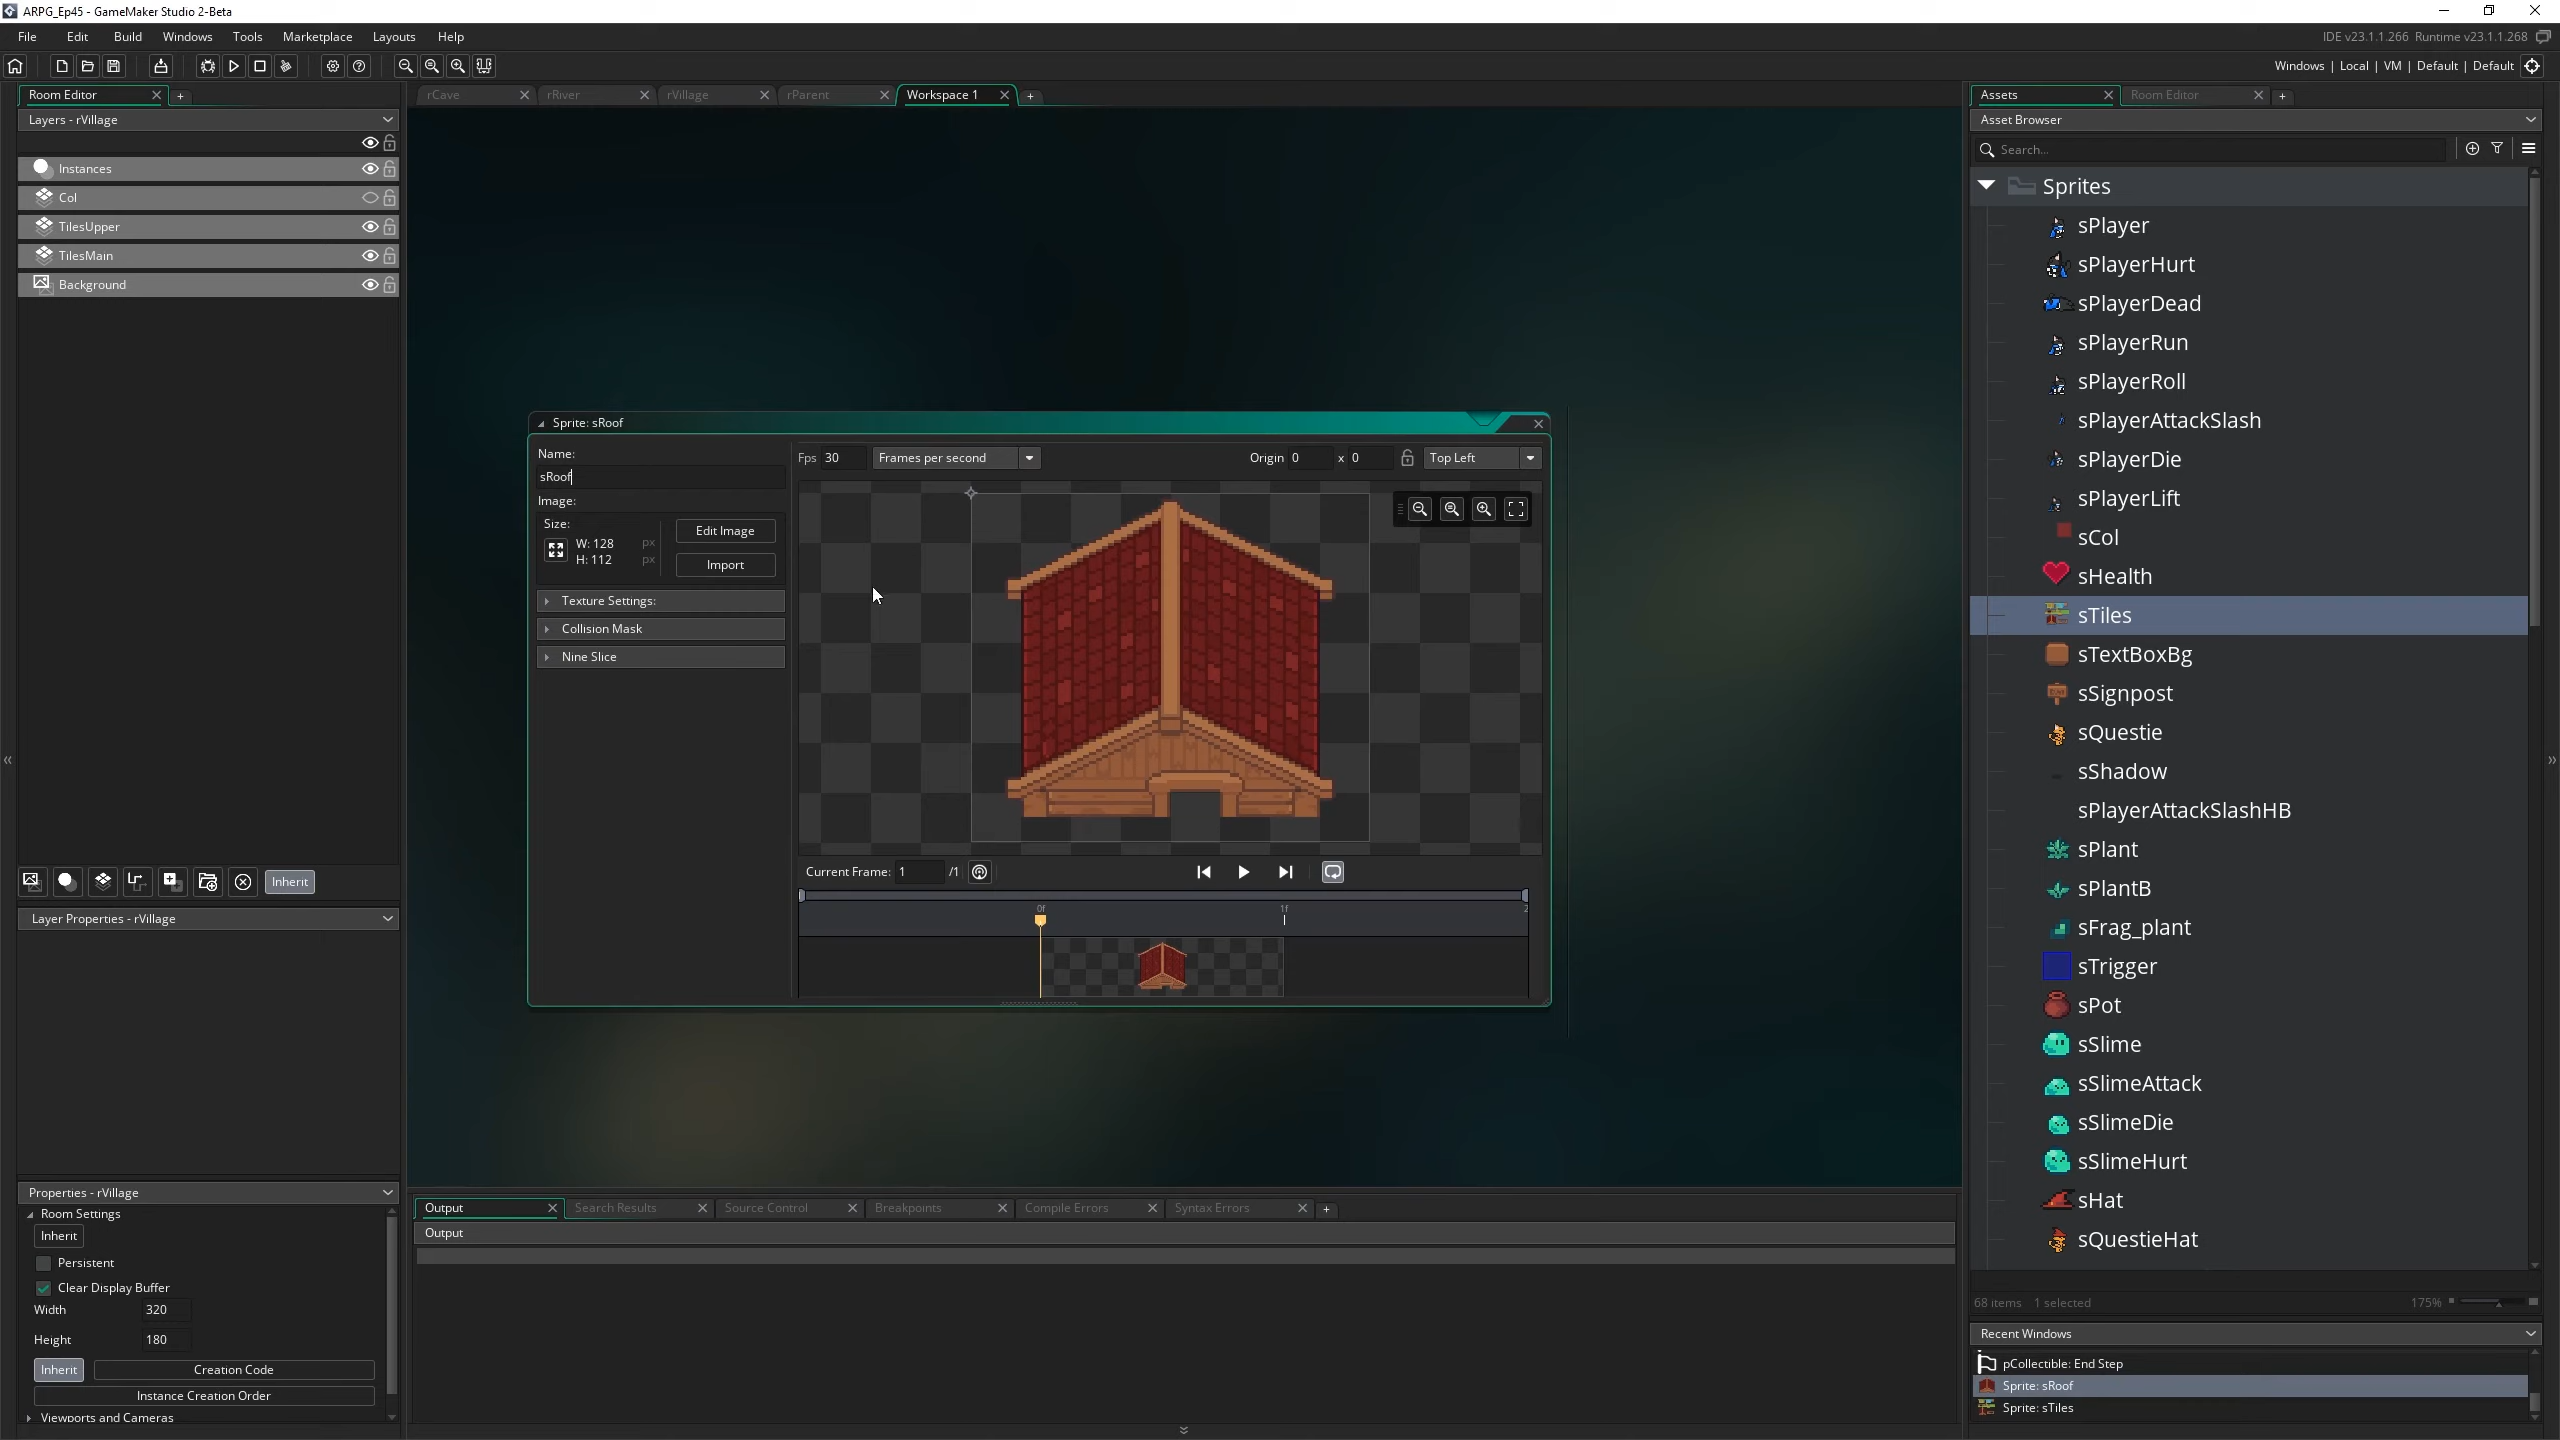 ARPG_Ep45 - GameMaker Studio 2-Beta
File Edit Build Windows Tools Marketplace Layouts Help
IDE v23.1.1.266 Runtime v23.1.1.268
Windows | Local | VM | Default | Default
Room Editor
Layers - rVillage
Instances
Col
TilesUpper
TilesMain
Background
Inherit
Layer Properties - rVillage
Properties - rVillage
Room Settings
Inherit
Persistent
Clear Display Buffer
Width 320
Height 180
Inherit Creation Code
Instance Creation Order
Viewports and Cameras
rCave rRiver rVillage rParent Workspace 1
Sprite: sRoof
Name:
sRoof
Image:
Size:
W: 128 px
H: 112 px
Edit Image
Import
Texture Settings:
Collision Mask
Nine Slice
Fps 30 Frames per second Origin 0 x 0 Top Left
Current Frame: 1 /1
0f 1f 2
Output Search Results Source Control Breakpoints Compile Errors Syntax Errors
Output
Assets Room Editor
Asset Browser
Search...
Sprites
sPlayer
sPlayerHurt
sPlayerDead
sPlayerRun
sPlayerRoll
sPlayerAttackSlash
sPlayerDie
sPlayerLift
sCol
sHealth
sTiles
sTextBoxBg
sSignpost
sQuestie
sShadow
sPlayerAttackSlashHB
sPlant
sPlantB
sFrag_plant
sTrigger
sPot
sSlime
sSlimeAttack
sSlimeDie
sSlimeHurt
sHat
sQuestieHat
68 items 1 selected 175%
Recent Windows
pCollectible: End Step
Sprite: sRoof
Sprite: sTiles